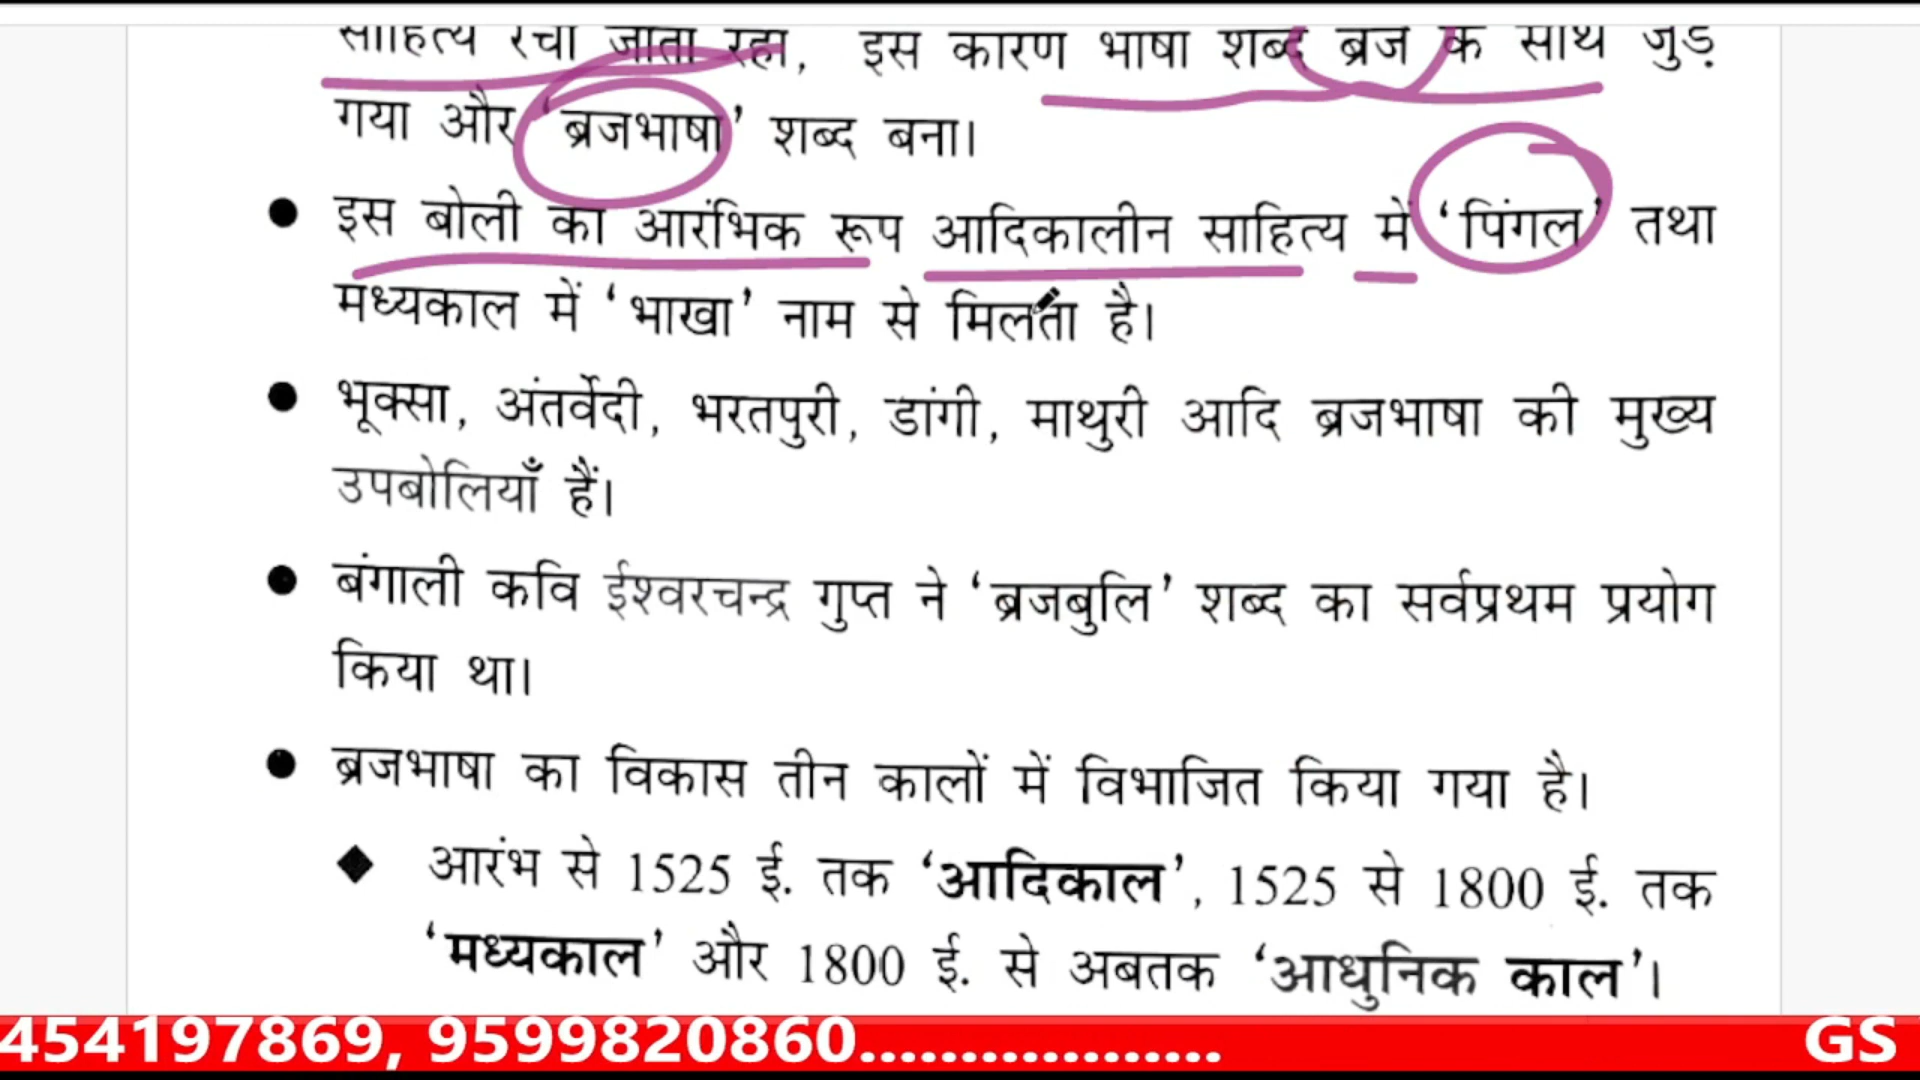 साहित्य रचा जाता रहा, इस कारण भाषा शब्द ब्रज के साथ जुड़
गया और 'ब्रजभाषा' शब्द बना।
● इस बोली का आरंभिक रूप आदिकालीन साहित्य में 'पिंगल' तथा
मध्यकाल में 'भाखा' नाम से मिलता है।
● भूक्सा, अंतर्वेदी, भरतपुरी, डांगी, माथुरी आदि ब्रजभाषा की मुख्य
उपबोलियाँ हैं।
● बंगाली कवि ईश्वरचन्द्र गुप्त ने 'ब्रजबुलि' शब्द का सर्वप्रथम प्रयोग
किया था।
● ब्रजभाषा का विकास तीन कालों में विभाजित किया गया है।
◆ आरंभ से 1525 ई. तक 'आदिकाल', 1525 से 1800 ई. तक
'मध्यकाल' और 1800 ई. से अबतक 'आधुनिक काल'।
454197869, 9599820860.................. GS